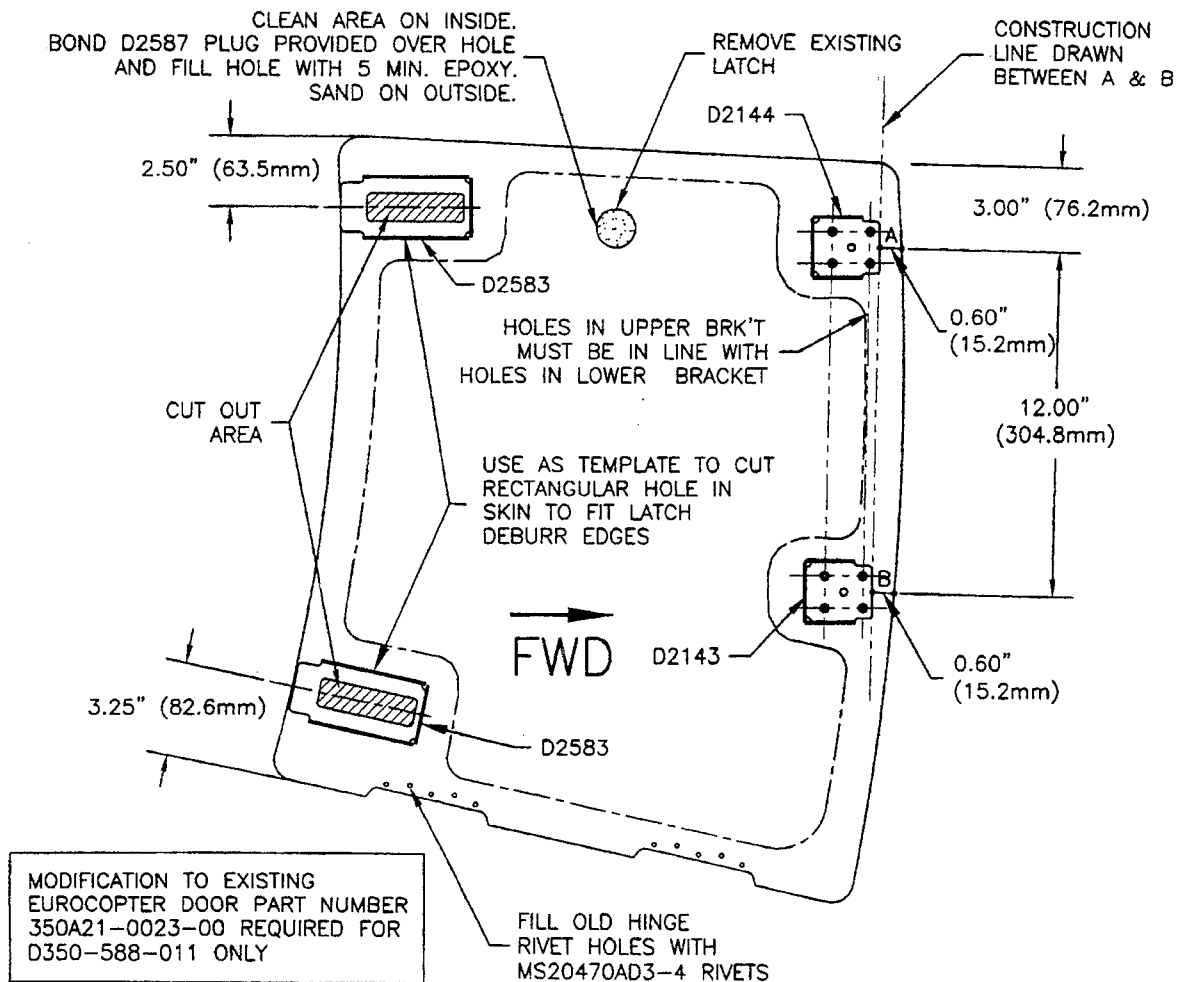 CLEAN AREA ON INSIDE.
BOND D2587 PLUG PROVIDED OVER HOLE
AND FILL HOLE WITH 5 MIN. EPOXY.
SAND ON OUTSIDE.
REMOVE EXISTING
LATCH
CONSTRUCTION
LINE DRAWN
BETWEEN A & B
D2144
2.50" (63.5mm)
3.00" (76.2mm)
A
D2583
0.60"
(15.2mm)
HOLES IN UPPER BRK'T
MUST BE IN LINE WITH
HOLES IN LOWER BRACKET
CUT OUT
AREA
12.00"
(304.8mm)
USE AS TEMPLATE TO CUT
RECTANGULAR HOLE IN
SKIN TO FIT LATCH
DEBURR EDGES
B
FWD
D2143
0.60"
(15.2mm)
3.25" (82.6mm)
D2583
MODIFICATION TO EXISTING
EUROCOPTER DOOR PART NUMBER
350A21-0023-00 REQUIRED FOR
D350-588-011 ONLY
FILL OLD HINGE
RIVET HOLES WITH
MS20470AD3-4 RIVETS